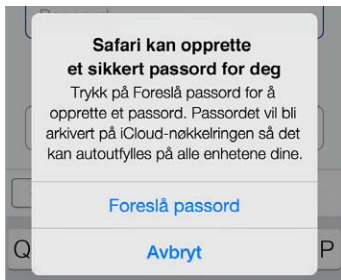 Safari kan opprette
et sikkert passord for deg
Trykk på Foreslå passord for å
opprette et passord. Passordet vil bli
arkivert på iCloud-nøkkelringen så det
kan autoutfylles på alle enhetene dine.
Foreslå passord
Avbryt
Q P